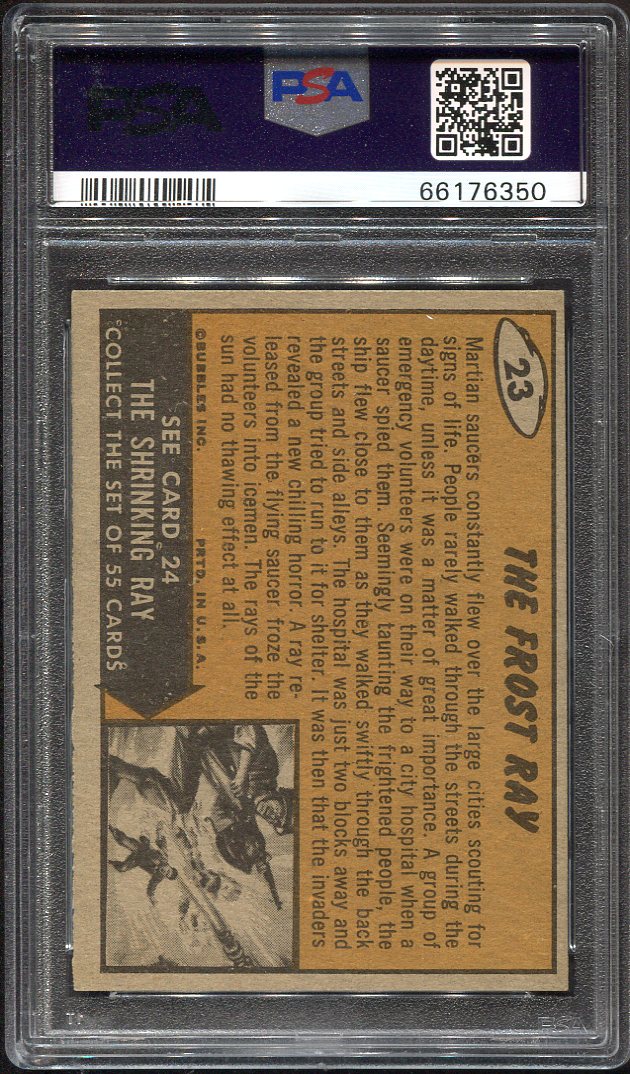 PSA
PSA
66176350
23
THE FROST RAY
Martian saucers constantly flew over the large cities scouting for
signs of life. People rarely walked through the streets during the
daytime, unless it was a matter of great importance. A group of
emergency volunteers were on their way to a city hospital when a
saucer spied them. Seemingly taunting the frightened people, the
ship flew close to them as they walked swiftly through the back
streets and side alleys. The hospital was just two blocks away and
the group tried to run to it for shelter. It was then that the invaders
revealed a new chilling horror. A ray re-
leased from the flying saucer froze the
volunteers into icemen. The rays of the
sun had no thawing effect at all.
©BUBBLES INC. PRTD. IN U.S.A.
SEE CARD 24
THE SHRINKING RAY
COLLECT THE SET OF 55 CARDS
PSA